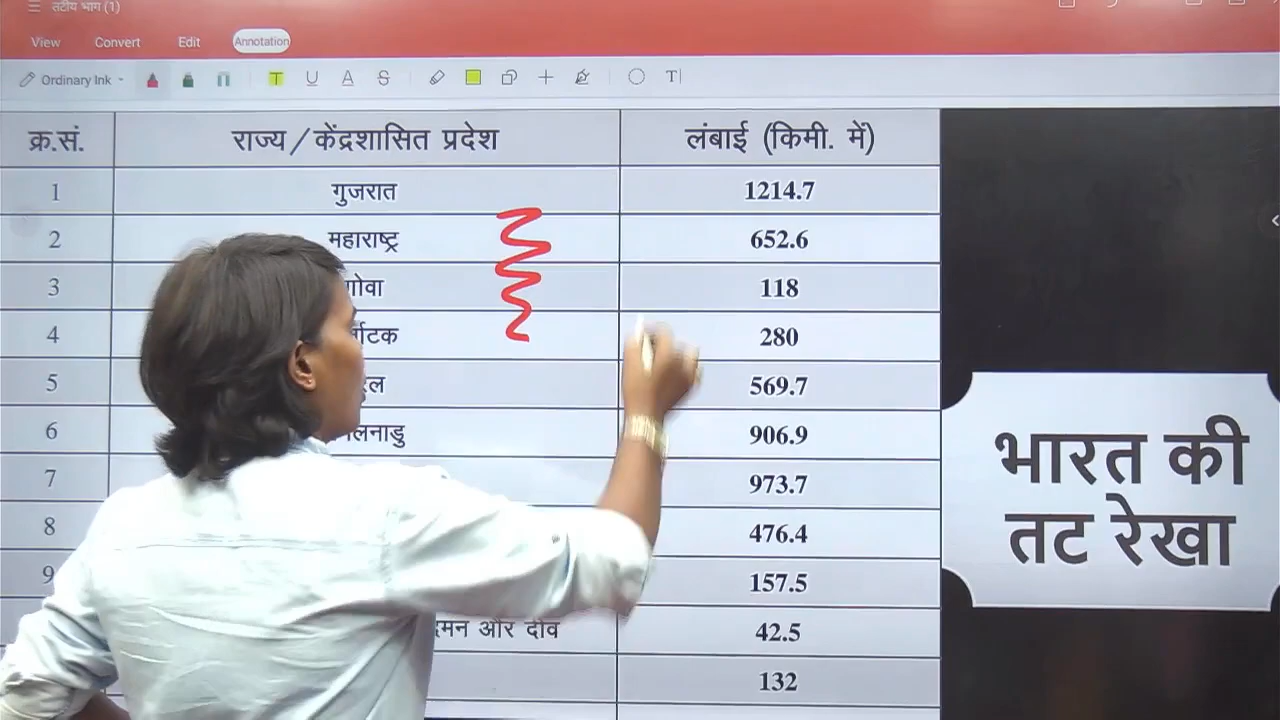 ☰ तटीय भाग (1)
View Convert Edit Annotation
Ordinary Ink T U A S T
क्र.सं. राज्य/केंद्रशासित प्रदेश लंबाई (किमी. में)
1 गुजरात 1214.7
2 महाराष्ट्र 652.6
3 गोवा 118
4 280
5 569.7
6 906.9
7 973.7
8 476.4
9 157.5
दमन और दीव 42.5
132
भारत की
तट रेखा